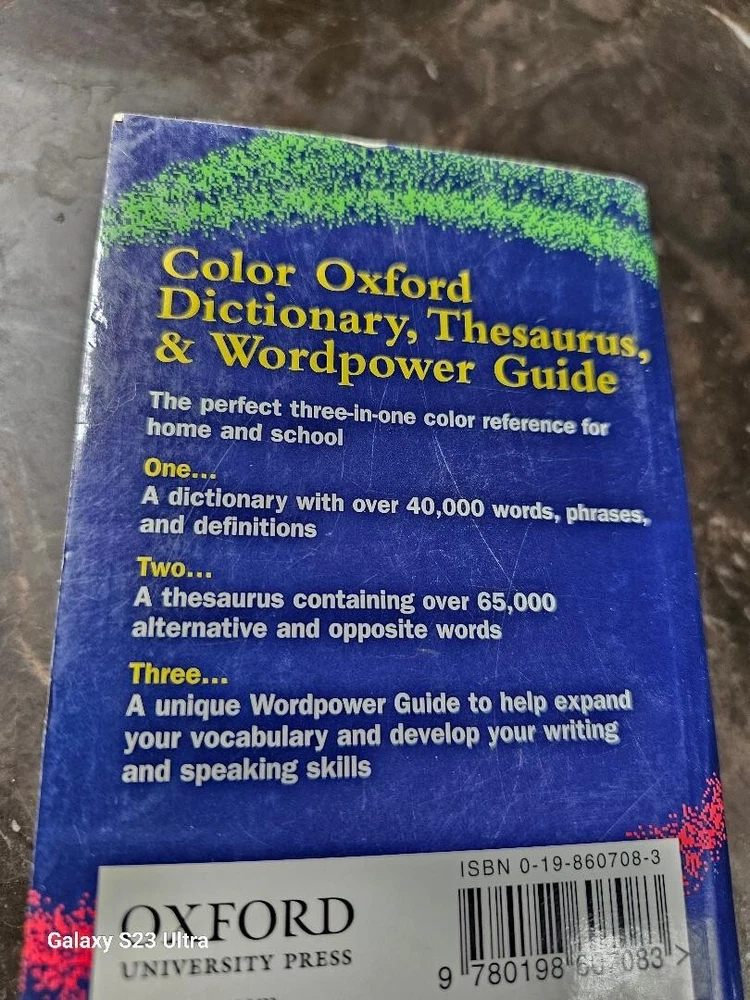 Color Oxford
Dictionary, Thesaurus,
& Wordpower Guide
The perfect three-in-one color reference for
home and school
One...
A dictionary with over 40,000 words, phrases,
and definitions
Two...
A thesaurus containing over 65,000
alternative and opposite words
Three...
A unique Wordpower Guide to help expand
your vocabulary and develop your writing
and speaking skills
ISBN 0-19-860708-3
OXFORD
UNIVERSITY PRESS
9 780198 607083 >
Galaxy S23 Ultra